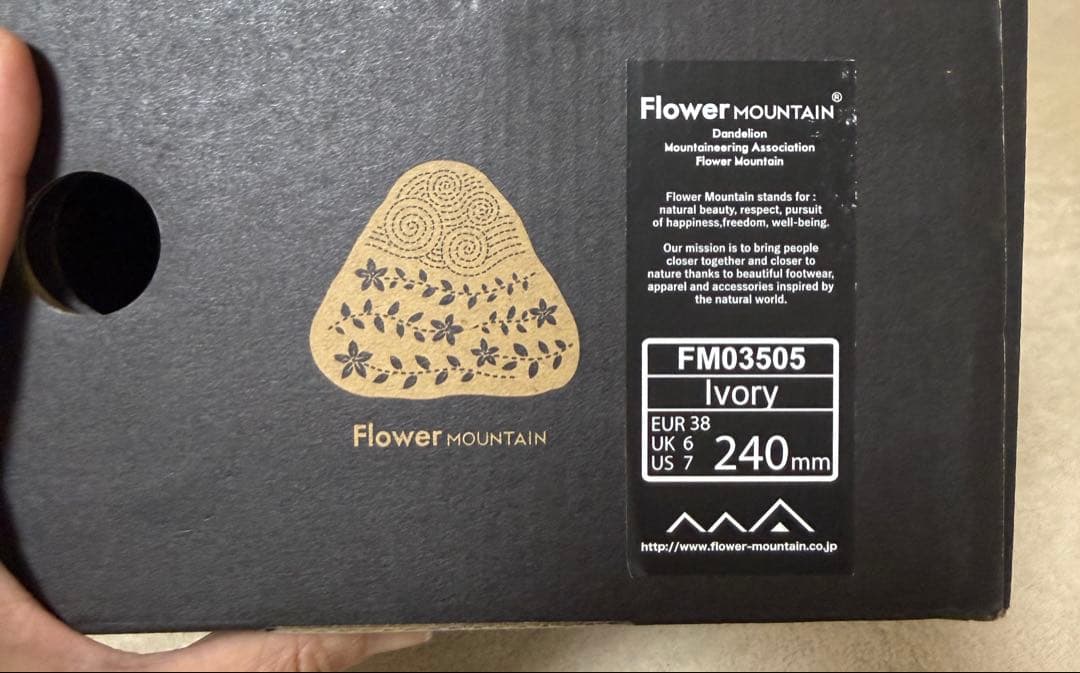 Flower MOUNTAIN
Flower MOUNTAIN®
Dandelion
Mountaineering Association
Flower Mountain
Flower Mountain stands for :
natural beauty, respect, pursuit
of happiness,freedom, well-being.
Our mission is to bring people
closer together and closer to
nature thanks to beautiful footwear,
apparel and accessories inspired by
the natural world.
FM03505
Ivory
EUR 38
UK 6
US 7
240mm
http://www.flower-mountain.co.jp